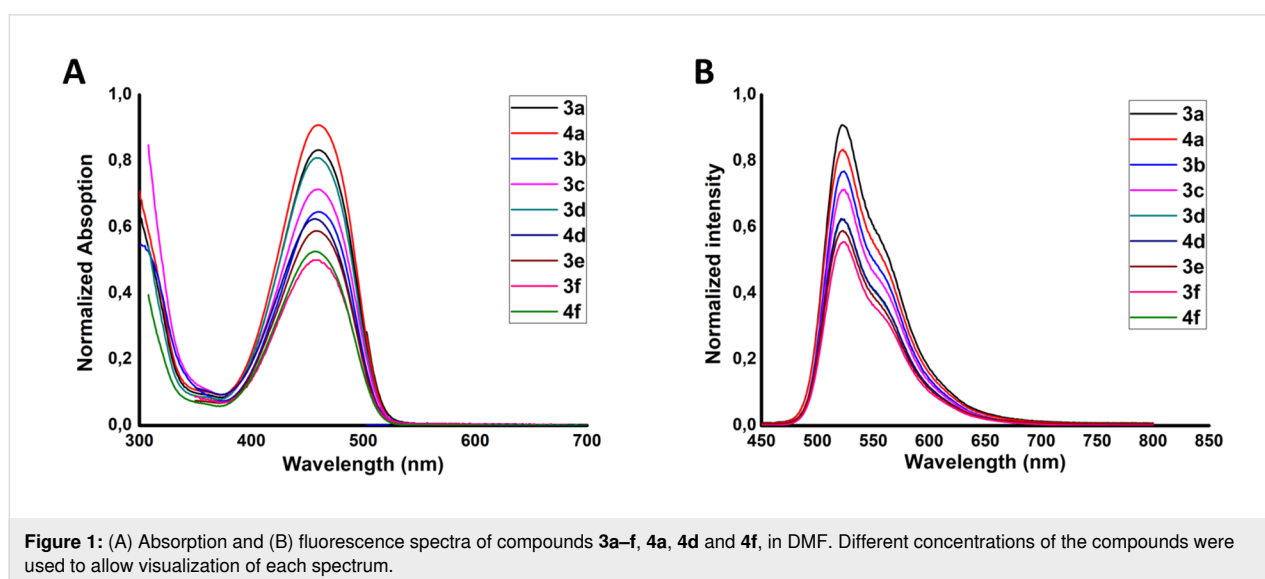 A
Normalized Absoption
1,0
0,8
0,6
0,4
0,2
0,0
300 400 500 600 700
Wavelength (nm)
3a
4a
3b
3c
3d
4d
3e
3f
4f
B
Normalized intensity
1,0
0,8
0,6
0,4
0,2
0,0
450 500 550 600 650 700 750 800 850
Wavelength (nm)
3a
4a
3b
3c
3d
4d
3e
3f
4f
Figure 1: (A) Absorption and (B) fluorescence spectra of compounds 3a–f, 4a, 4d and 4f, in DMF. Different concentrations of the compounds were
used to allow visualization of each spectrum.